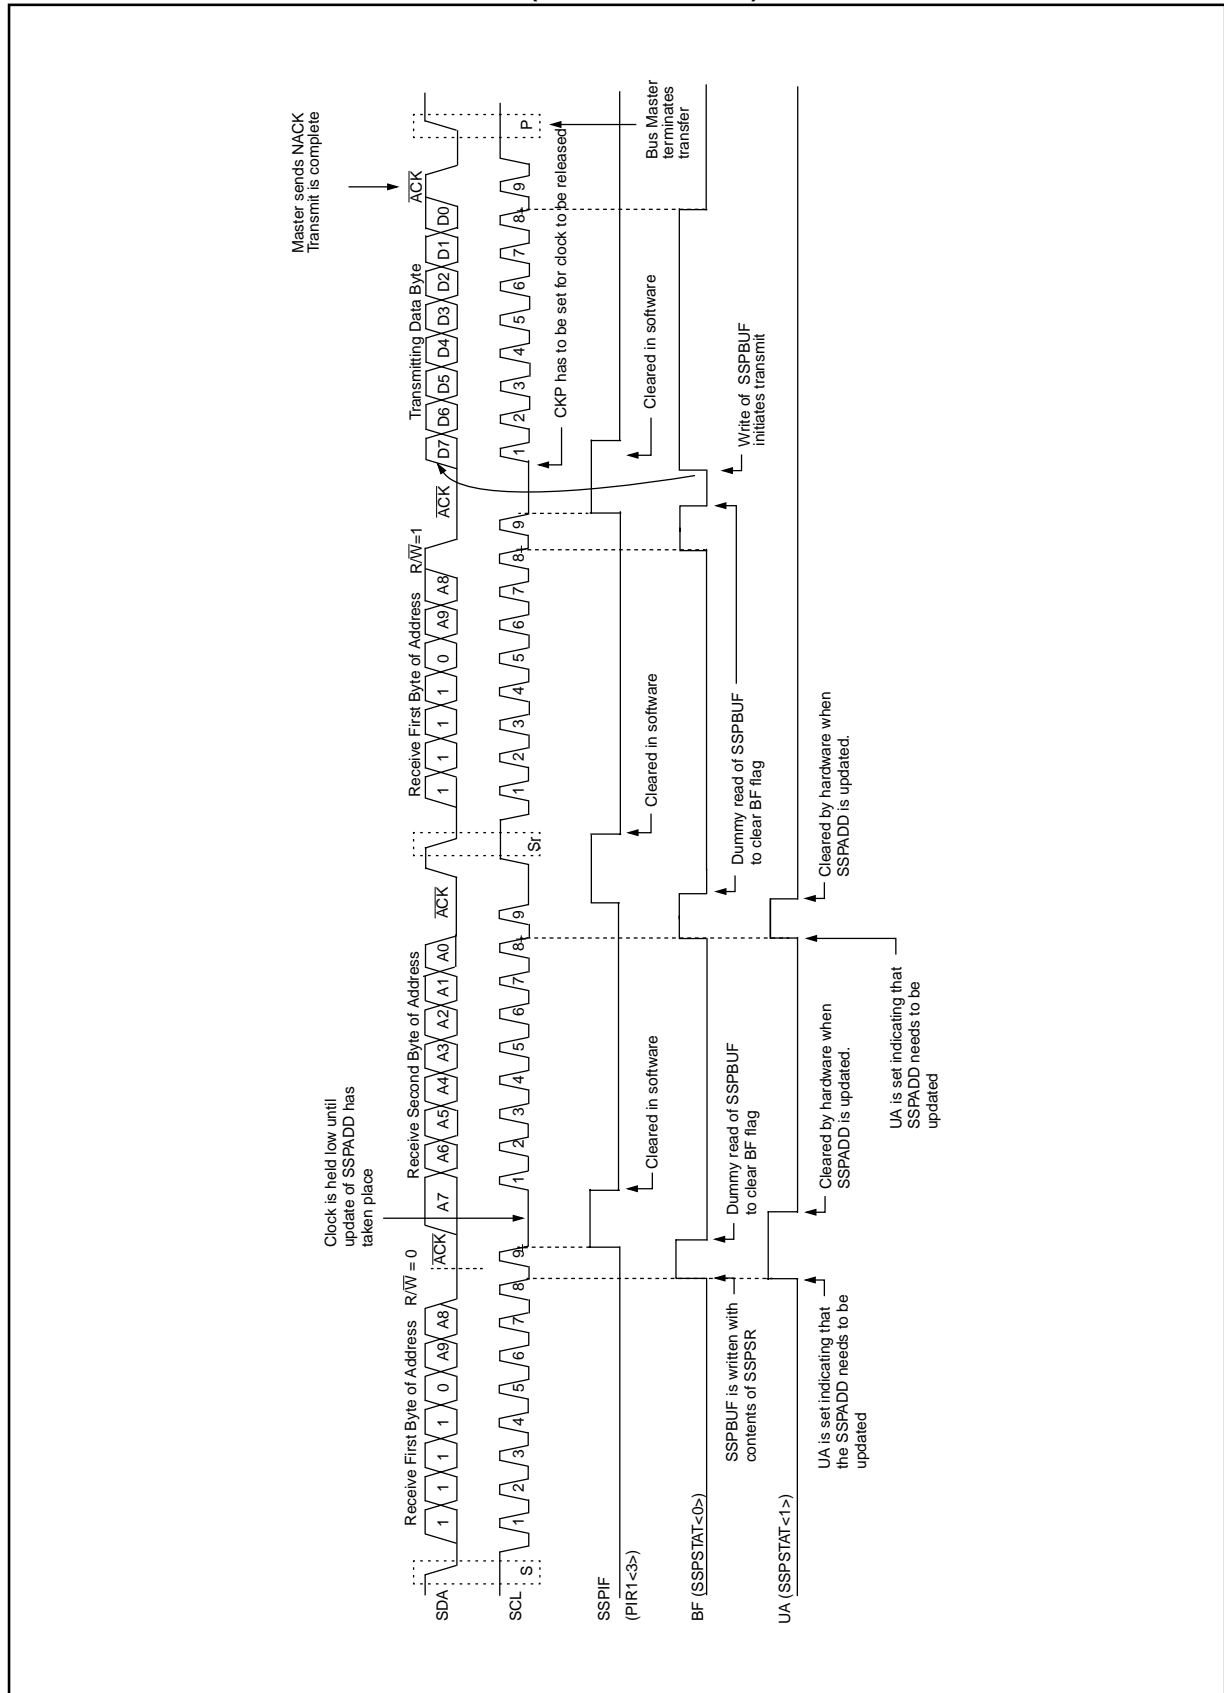 Master sends NACK
Transmit is complete
Clock is held low until
update of SSPADD has
taken place
Receive First Byte of Address R/W = 0
Receive Second Byte of Address
Receive First Byte of Address R/W=1
Transmitting Data Byte
SDA
1 1 1 1 0 A9 A8 ACK A7 A6 A5 A4 A3 A2 A1 A0 ACK 1 1 1 1 0 A9 A8 ACK D7 D6 D5 D4 D3 D2 D1 D0 ACK
SCL
S 1 2 3 4 5 6 7 8 9 1 2 3 4 5 6 7 8 9 Sr 1 2 3 4 5 6 7 8 9 1 2 3 4 5 6 7 8 9 P
CKP has to be set for clock to be released
Bus Master
terminates
transfer
SSPIF
(PIR1<3>)
Cleared in software
Cleared in software
Cleared in software
BF (SSPSTAT<0>)
SSPBUF is written with
contents of SSPSR
Dummy read of SSPBUF
to clear BF flag
Dummy read of SSPBUF
to clear BF flag
Write of SSPBUF
initiates transmit
UA (SSPSTAT<1>)
UA is set indicating that
the SSPADD needs to be
updated
Cleared by hardware when
SSPADD is updated.
UA is set indicating that
SSPADD needs to be
updated
Cleared by hardware when
SSPADD is updated.